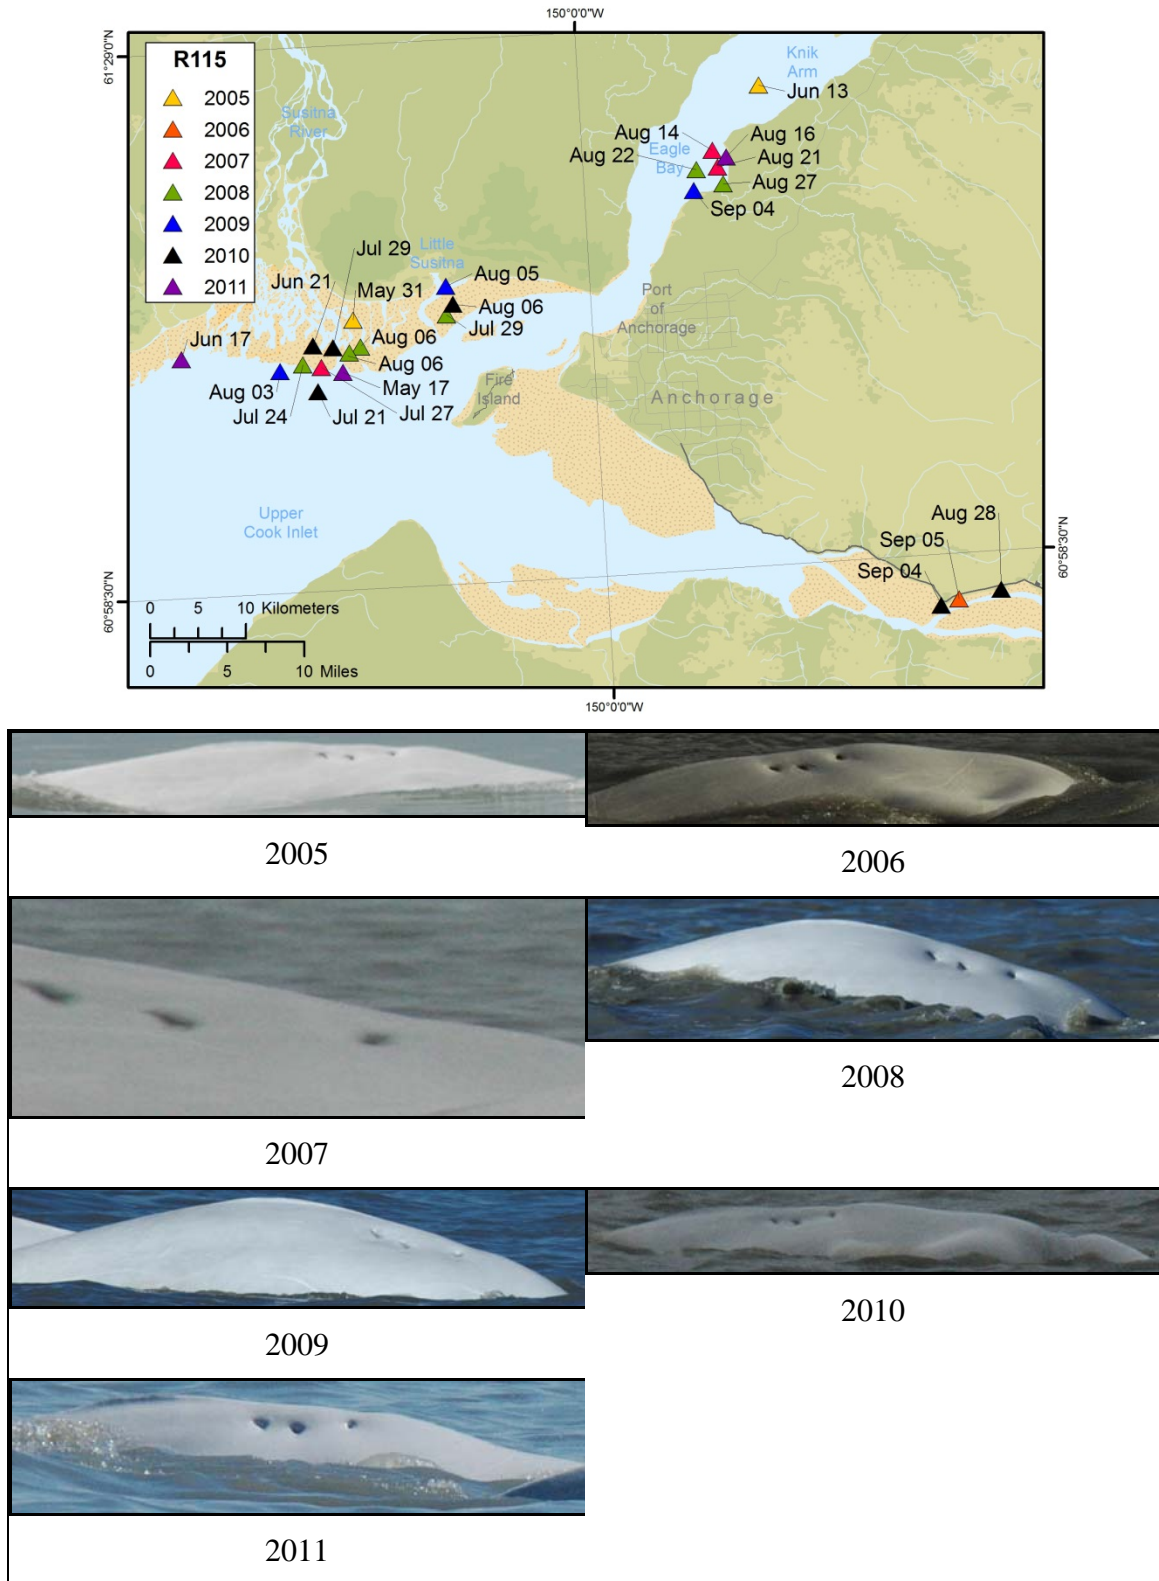 150°0'0"W
61°29'0"N
R115
2005
2006
2007
2008
2009
2010
2011
Susitna
River
Knik
Arm
Jun 13
Aug 14
Aug 16
Eagle
Bay
Aug 22
Aug 21
Aug 27
Sep 04
Little
Susitna
Jul 29
Jun 21
May 31
Aug 05
Aug 06
Jul 29
Port
of
Anchorage
Jun 17
Aug 06
Aug 06
Aug 03
May 17
Jul 24
Jul 21
Jul 27
Fire
Island
Anchorage
Upper
Cook Inlet
Aug 28
Sep 05
Sep 04
60°58'30"N
60°58'30"N
0 5 10 Kilometers
0 5 10 Miles
150°0'0"W
2005
2006
2007
2008
2009
2010
2011